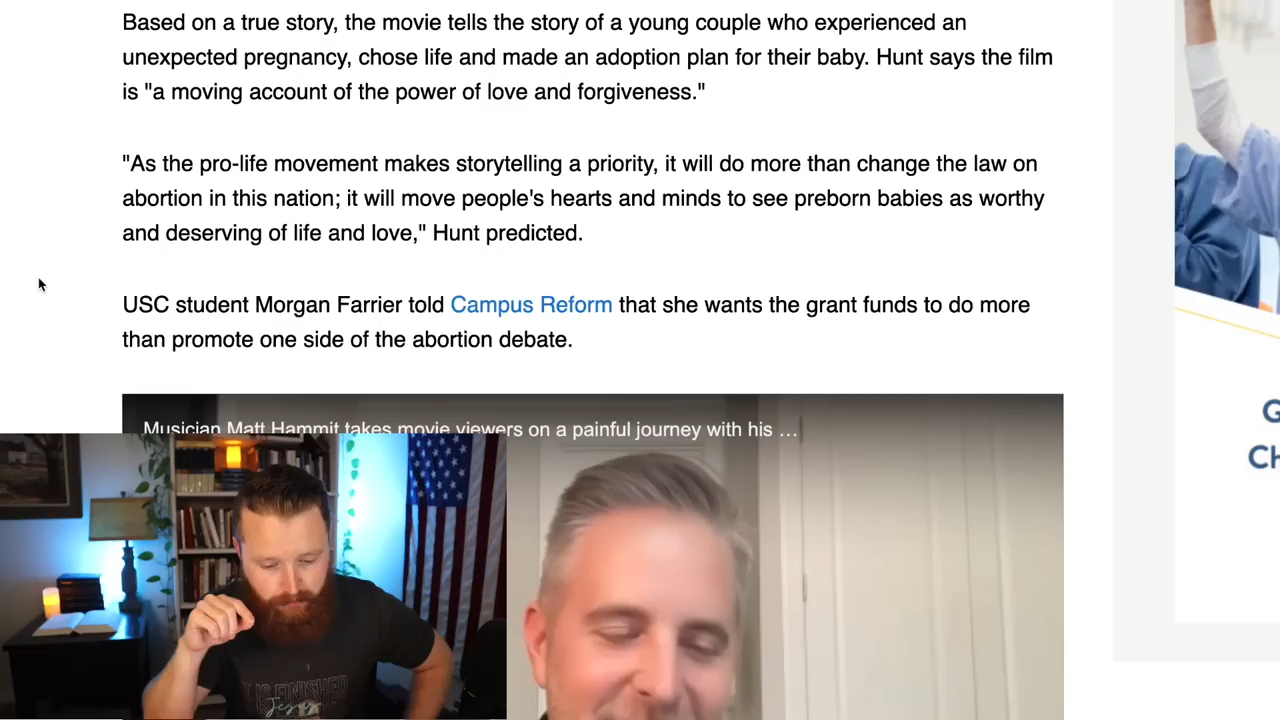 Based on a true story, the movie tells the story of a young couple who experienced an
unexpected pregnancy, chose life and made an adoption plan for their baby. Hunt says the film
is "a moving account of the power of love and forgiveness."
"As the pro-life movement makes storytelling a priority, it will do more than change the law on
abortion in this nation; it will move people's hearts and minds to see preborn babies as worthy
and deserving of life and love," Hunt predicted.
USC student Morgan Farrier told Campus Reform that she wants the grant funds to do more
than promote one side of the abortion debate.
Musician Matt Hammit takes movie viewers on a painful journey with his ...
G
Ch
IT IS FINISHED
Jesus